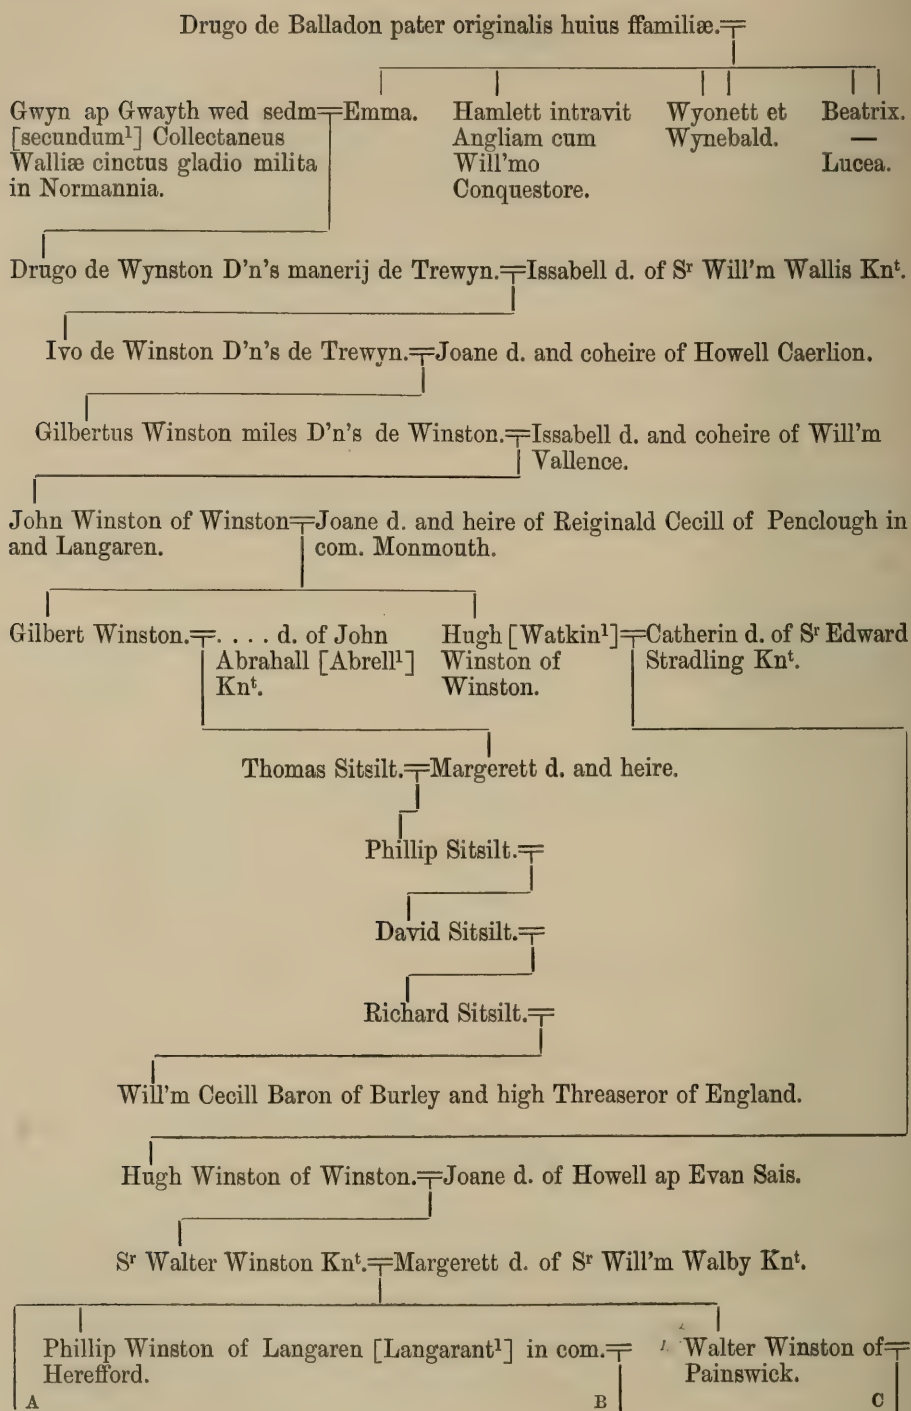 Drugo de Balladon pater originalis huius ffamiliæ.
Gwyn ap Gwayth wed sedm
[secundum¹] Collectaneus
Walliæ cinctus gladio milita
in Normannia.
Emma.
Hamlett intravit
Angliam cum
Will'mo
Conquestore.
Wyonett et
Wynebald.
Beatrix.
—
Lucea.
Drugo de Wynston D'n's manerij de Trewyn.=Issabell d. of Sʳ Will'm Wallis Knᵗ.
Ivo de Winston D'n's de Trewyn.=Joane d. and coheire of Howell Caerlion.
Gilbertus Winston miles D'n's de Winston.=Issabell d. and coheire of Will'm
Vallence.
John Winston of Winston
and Langaren.
Joane d. and heire of Reiginald Cecill of Penclough in
com. Monmouth.
Gilbert Winston.
. . . . d. of John
Abrahall [Abrell¹]
Knᵗ.
Hugh [Watkin¹]
Winston of
Winston.
Catherin d. of Sʳ Edward
Stradling Knᵗ.
Thomas Sitsilt.=Margerett d. and heire.
Phillip Sitsilt.=
David Sitsilt.=
Richard Sitsilt.=
Will'm Cecill Baron of Burley and high Threaseror of England.
Hugh Winston of Winston.=Joane d. of Howell ap Evan Sais.
Sʳ Walter Winston Knᵗ.=Margerett d. of Sʳ Will'm Walby Knᵗ.
Phillip Winston of Langaren [Langarant¹] in com.=
Herefford.
Walter Winston of=
Painswick.
A
B
C